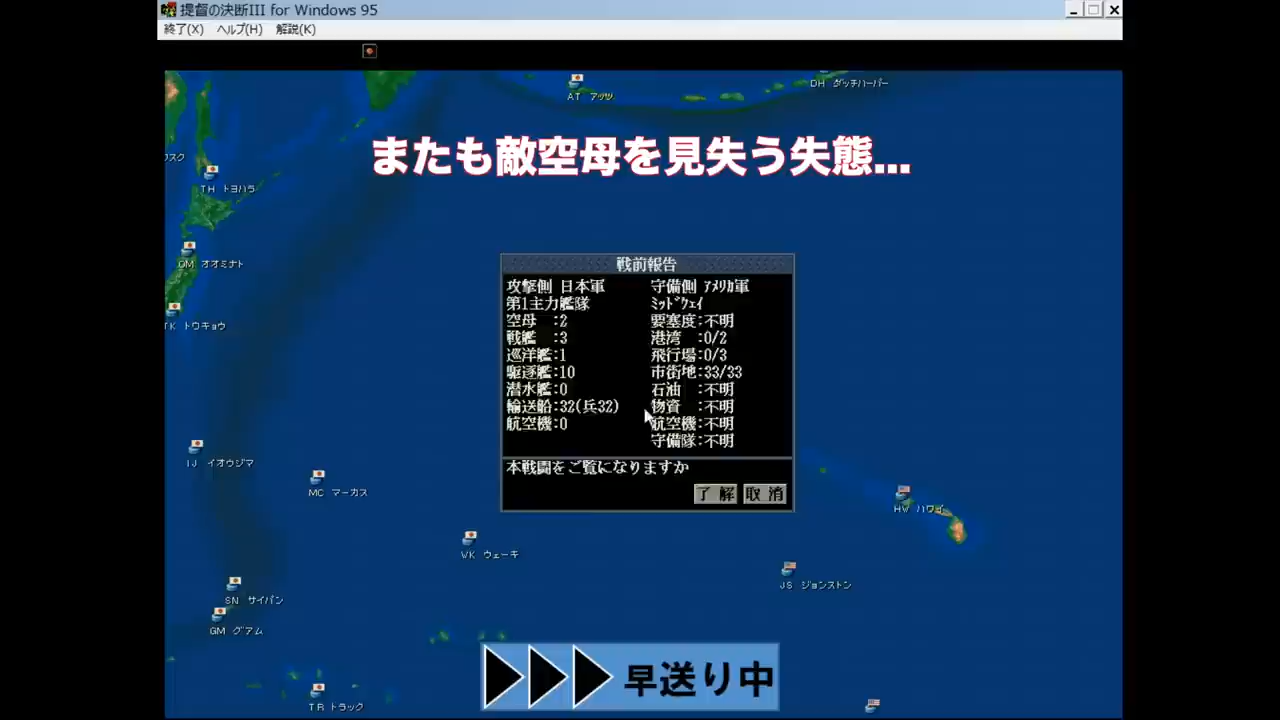 提督の決断III for Windows 95
終了(X) ヘルプ(H) 解説(K)
AT アッツ
DH ダッチハーバー
またも敵空母を見失う失態...
TH トヨハラ
OM オオミナト
TK トウキョウ
戦前報告
攻撃側 日本軍 守備側 ｱﾒﾘｶ軍
第1主力艦隊 ﾐｯﾄﾞｳｪｲ
空母 :2 要塞度:不明
戦艦 :3 港湾 :0/2
巡洋艦:1 飛行場:0/3
駆逐艦:10 市街地:33/33
潜水艦:0 石油 :不明
輸送船:32(兵32) 物資 :不明
航空機:0 航空機:不明
守備隊:不明
本戦闘をご覧になりますか
了解 取消
IJ イオウジマ
MC マーカス
HW ハワイ
WK ウェーキ
JS ジョンストン
SN サイパン
GM グアム
TR トラック
早送り中